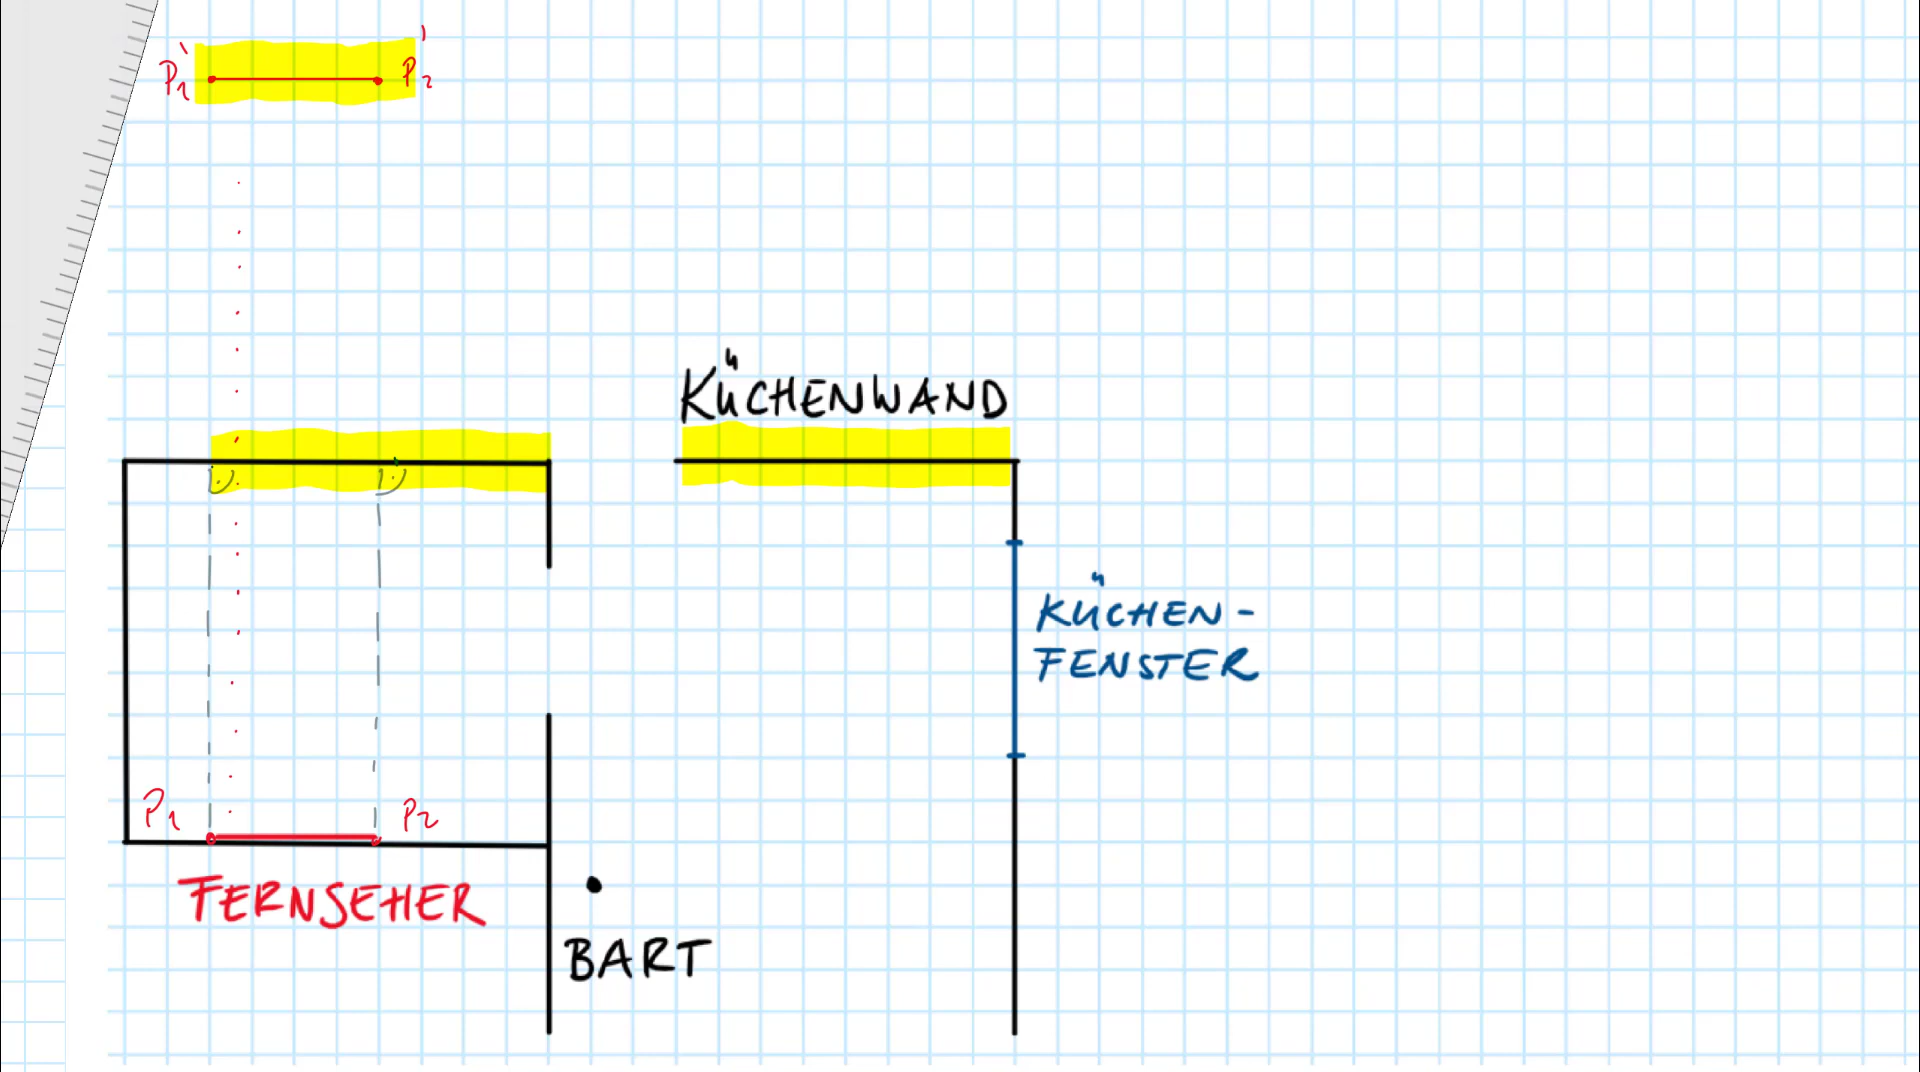 P₁' P₂'
KÜCHENWAND
KÜCHEN-
FENSTER
P₁ P₂
FERNSEHER
BART